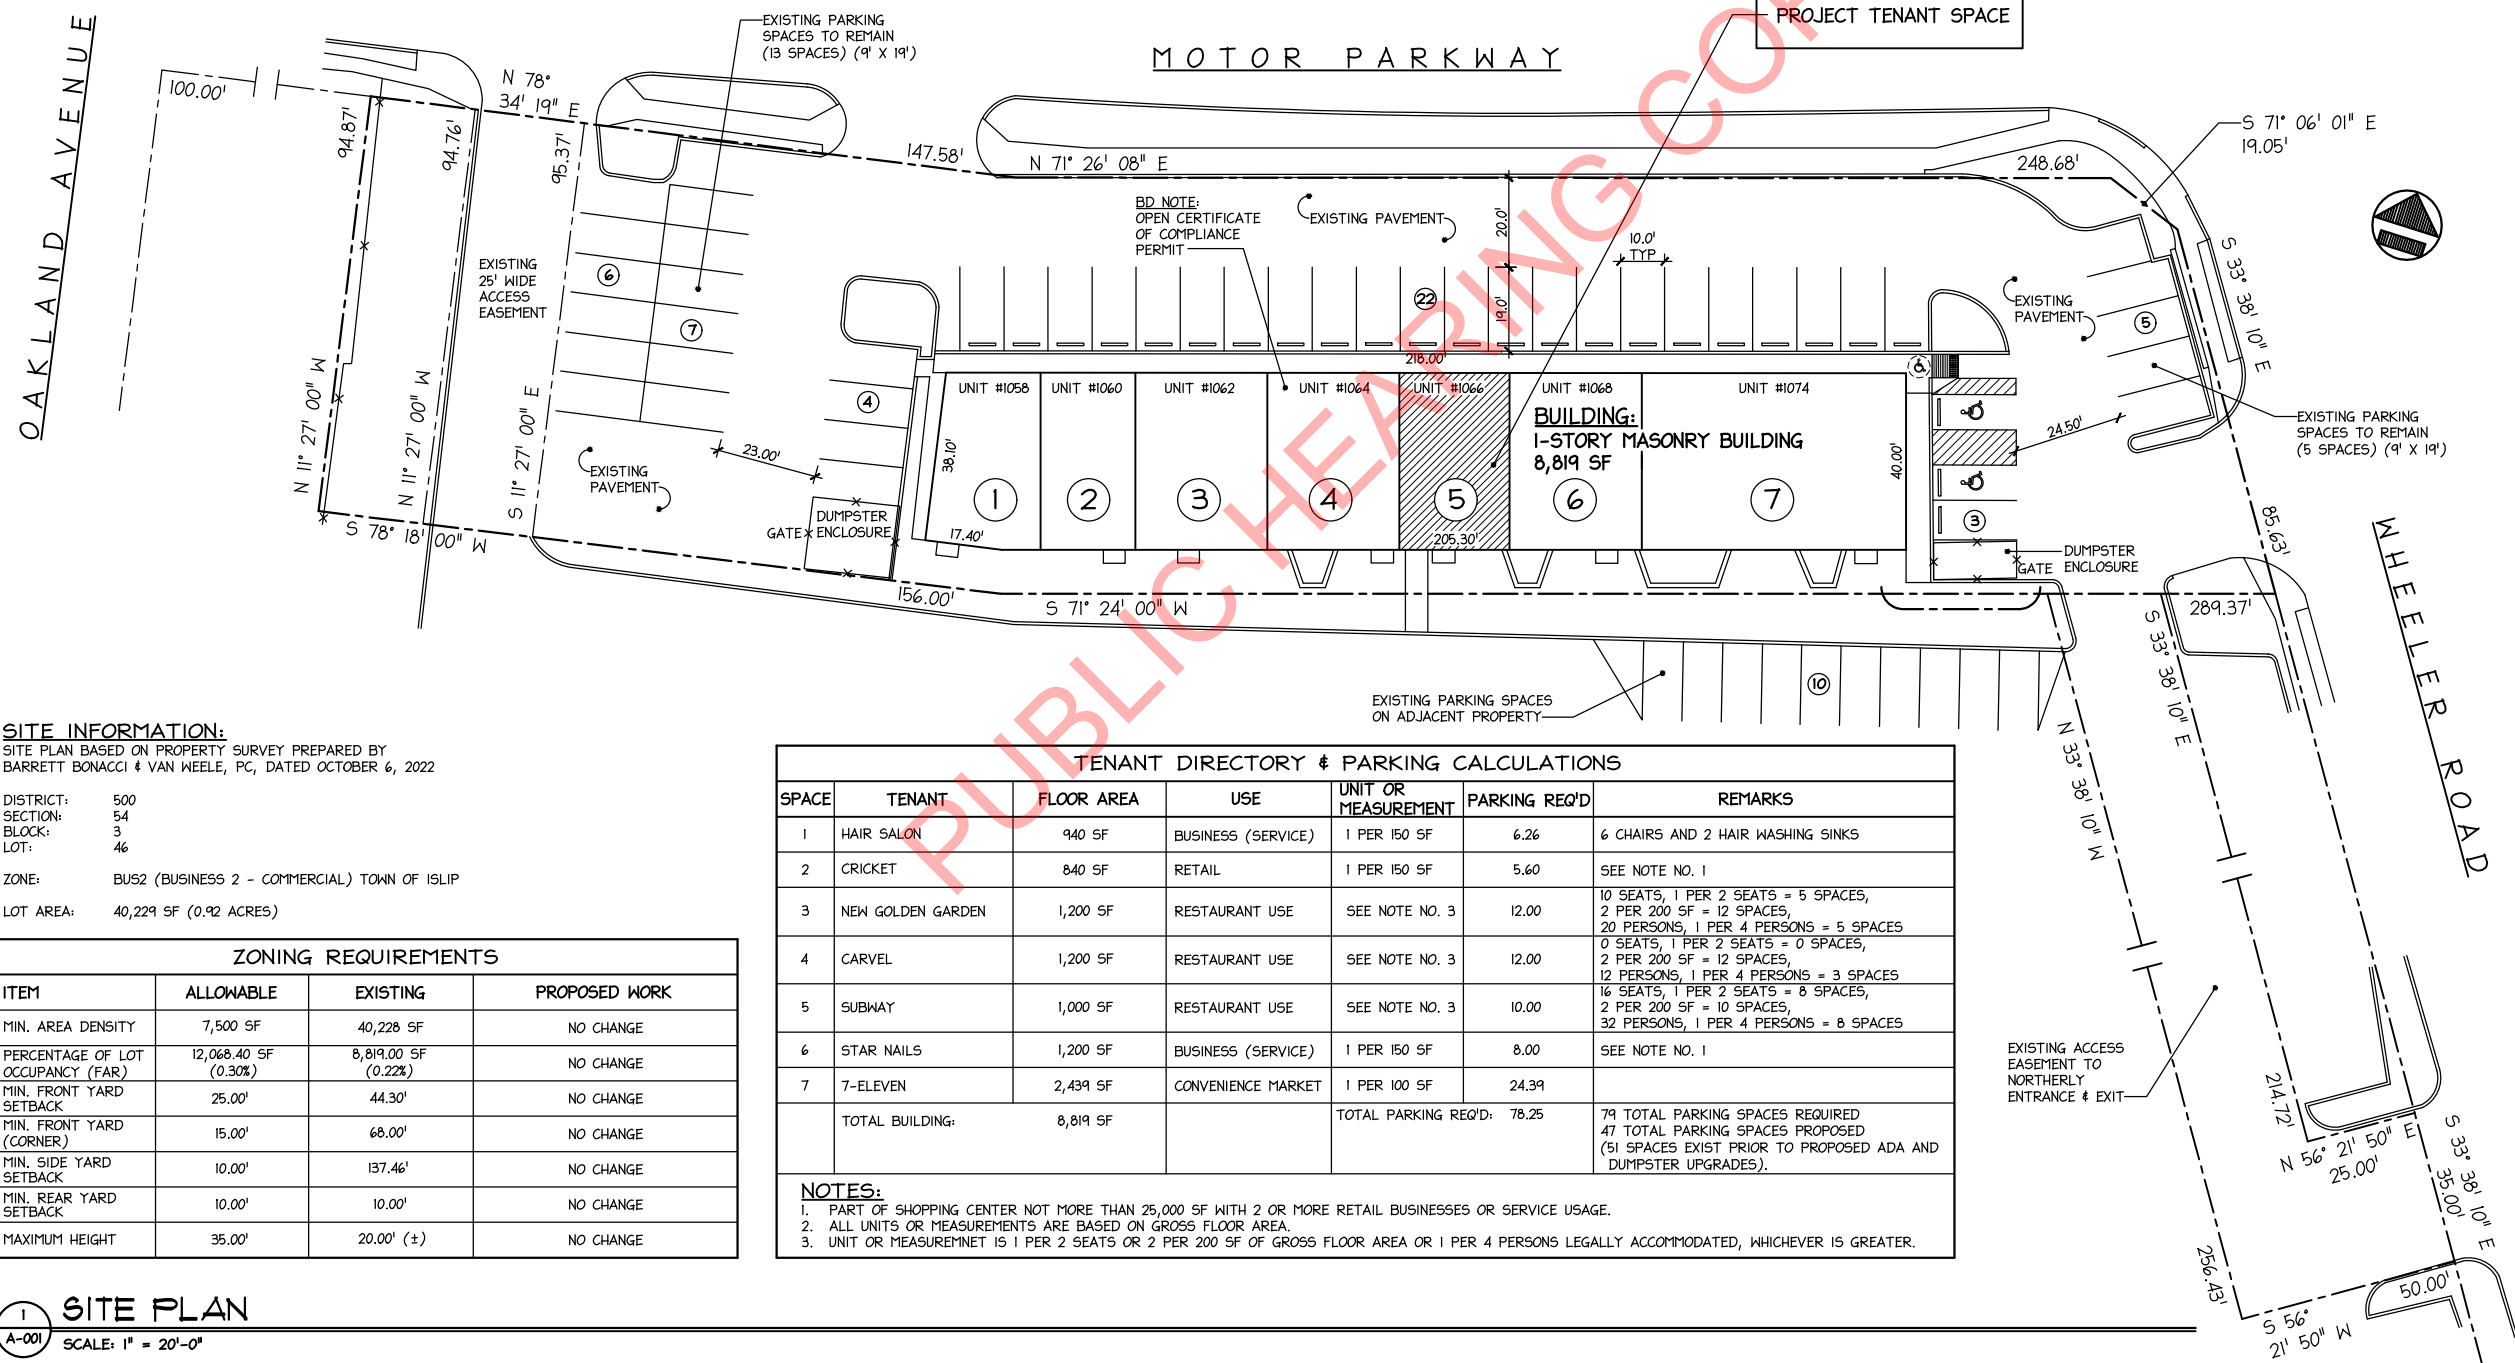 OAKLAND AVENUE
100.00'
94.87'
94.76'
N 78°
34' 19" E
95.37'
EXISTING PARKING
SPACES TO REMAIN
(13 SPACES) (9' X 19')
147.58'
MOTOR PARKWAY
N 71° 26' 08" E
PROJECT TENANT SPACE
248.68'
S 71° 06' 01" E
19.05'
BD NOTE:
OPEN CERTIFICATE
OF COMPLIANCE
PERMIT
EXISTING PAVEMENT
20.0'
10.0'
TYP
19.0'
EXISTING
25' WIDE
ACCESS
EASEMENT
6
7
4
22
218.00'
EXISTING
PAVEMENT
5
S 33° 38' 10" E
EXISTING PARKING
SPACES TO REMAIN
(5 SPACES) (9' X 19')
24.50'
N 11° 27' 00" W
N 11° 27' 00" W
S 11° 27' 00" E
EXISTING
PAVEMENT
23.00'
UNIT #1058
UNIT #1060
UNIT #1062
UNIT #1064
UNIT #1066
UNIT #1068
UNIT #1074
BUILDING:
1-STORY MASONRY BUILDING
8,819 SF
38.10'
40.00'
1
2
3
4
5
6
7
17.40'
205.30'
3
S 78° 18' 00" W
GATE
DUMPSTER
ENCLOSURE
DUMPSTER
ENCLOSURE
GATE
85.63'
WHEELER ROAD
156.00'
S 71° 24' 00" W
289.37'
S 33° 38' 10" E
N 33° 38' 10" W
EXISTING PARKING SPACES
ON ADJACENT PROPERTY
10
PUBLIC HEARING COP
SITE INFORMATION:
SITE PLAN BASED ON PROPERTY SURVEY PREPARED BY
BARRETT BONACCI & VAN WEELE, PC, DATED OCTOBER 6, 2022
DISTRICT: 500
SECTION: 54
BLOCK: 3
LOT: 46
ZONE: BUS2 (BUSINESS 2 - COMMERCIAL) TOWN OF ISLIP
LOT AREA: 40,229 SF (0.92 ACRES)
ZONING REQUIREMENTS
ITEM ALLOWABLE EXISTING PROPOSED WORK
MIN. AREA DENSITY 7,500 SF 40,228 SF NO CHANGE
PERCENTAGE OF LOT
OCCUPANCY (FAR) 12,068.40 SF
(0.30%) 8,819.00 SF
(0.22%) NO CHANGE
MIN. FRONT YARD
SETBACK 25.00' 44.30' NO CHANGE
MIN. FRONT YARD
(CORNER) 15.00' 68.00' NO CHANGE
MIN. SIDE YARD
SETBACK 10.00' 137.46' NO CHANGE
MIN. REAR YARD
SETBACK 10.00' 10.00' NO CHANGE
MAXIMUM HEIGHT 35.00' 20.00' (±) NO CHANGE
TENANT DIRECTORY & PARKING CALCULATIONS
SPACE TENANT FLOOR AREA USE UNIT OR
MEASUREMENT PARKING REQ'D REMARKS
1 HAIR SALON 940 SF BUSINESS (SERVICE) 1 PER 150 SF 6.26 6 CHAIRS AND 2 HAIR WASHING SINKS
2 CRICKET 840 SF RETAIL 1 PER 150 SF 5.60 SEE NOTE NO. 1
3 NEW GOLDEN GARDEN 1,200 SF RESTAURANT USE SEE NOTE NO. 3 12.00 10 SEATS, 1 PER 2 SEATS = 5 SPACES,
2 PER 200 SF = 12 SPACES,
20 PERSONS, 1 PER 4 PERSONS = 5 SPACES
4 CARVEL 1,200 SF RESTAURANT USE SEE NOTE NO. 3 12.00 0 SEATS, 1 PER 2 SEATS = 0 SPACES,
2 PER 200 SF = 12 SPACES,
12 PERSONS, 1 PER 4 PERSONS = 3 SPACES
5 SUBWAY 1,000 SF RESTAURANT USE SEE NOTE NO. 3 10.00 16 SEATS, 1 PER 2 SEATS = 8 SPACES,
2 PER 200 SF = 10 SPACES,
32 PERSONS, 1 PER 4 PERSONS = 8 SPACES
6 STAR NAILS 1,200 SF BUSINESS (SERVICE) 1 PER 150 SF 8.00 SEE NOTE NO. 1
7 7-ELEVEN 2,439 SF CONVENIENCE MARKET 1 PER 100 SF 24.39
TOTAL BUILDING: 8,819 SF TOTAL PARKING REQ'D: 78.25 79 TOTAL PARKING SPACES REQUIRED
47 TOTAL PARKING SPACES PROPOSED
(51 SPACES EXIST PRIOR TO PROPOSED ADA AND
DUMPSTER UPGRADES).
NOTES:
1. PART OF SHOPPING CENTER NOT MORE THAN 25,000 SF WITH 2 OR MORE RETAIL BUSINESSES OR SERVICE USAGE.
2. ALL UNITS OR MEASUREMENTS ARE BASED ON GROSS FLOOR AREA.
3. UNIT OR MEASUREMNET IS 1 PER 2 SEATS OR 2 PER 200 SF OF GROSS FLOOR AREA OR 1 PER 4 PERSONS LEGALLY ACCOMMODATED, WHICHEVER IS GREATER.
EXISTING ACCESS
EASEMENT TO
NORTHERLY
ENTRANCE & EXIT
214.72'
N 56° 21' 50" E
25.00'
S 33° 38' 10" E
35.00'
256.43'
50.00'
S 56°
21' 50" W
1
A-001
SITE PLAN
SCALE: 1" = 20'-0"